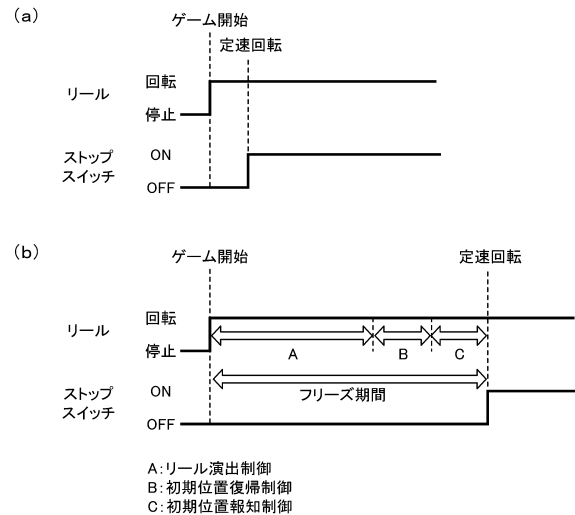 (a)
ゲーム開始
定速回転
リール
回転
停止
ストップ
スイッチ
ON
OFF
(b)
ゲーム開始
定速回転
リール
回転
停止
A
B
C
ストップ
スイッチ
ON
フリーズ期間
OFF
A:リール演出制御
B:初期位置復帰制御
C:初期位置報知制御